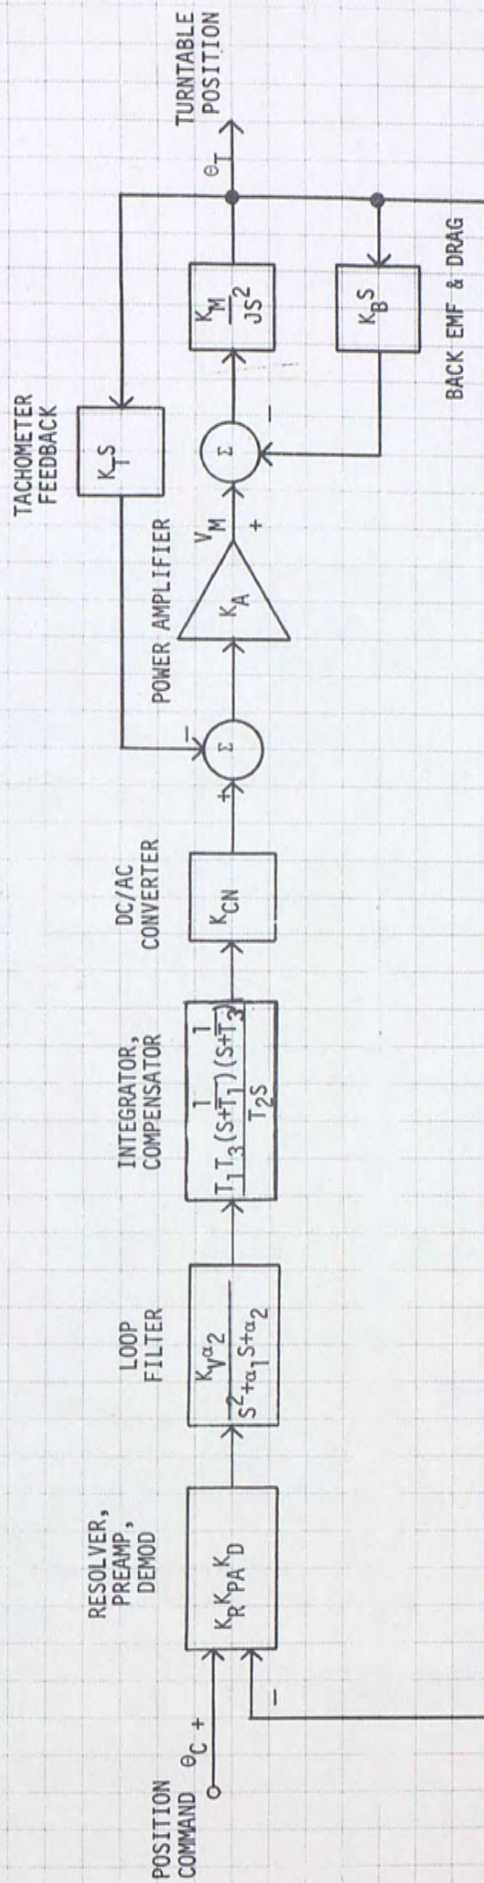 POSITION
COMMAND
θC +
−
RESOLVER,
PREAMP,
DEMOD
KRKPAKD
LOOP
FILTER
KVα2
S²+α1S+α2
INTEGRATOR,
COMPENSATOR
T1T3(S+1/T1)(S+1/T3)
T2S
DC/AC
CONVERTER
KCN
+
Σ
−
TACHOMETER
FEEDBACK
KTS
POWER AMPLIFIER
KA
VM
+
Σ
−
KM
JS²
KBS
BACK EMF & DRAG
θT
TURNTABLE
POSITION